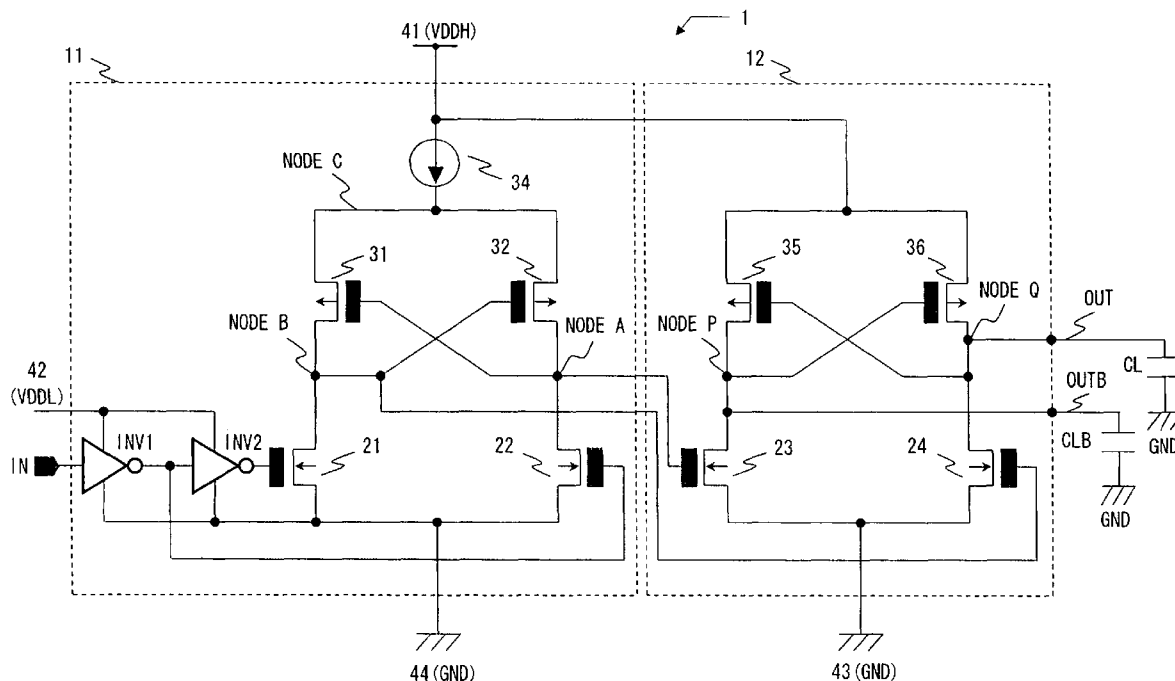 1
41(VDDH)
11
12
NODE C
34
31
32
35
36
NODE Q
OUT
NODE B
NODE A
NODE P
CL
42
(VDDL)
OUTB
GND
IN
INV1
INV2
21
22
23
24
CLB
GND
44(GND)
43(GND)